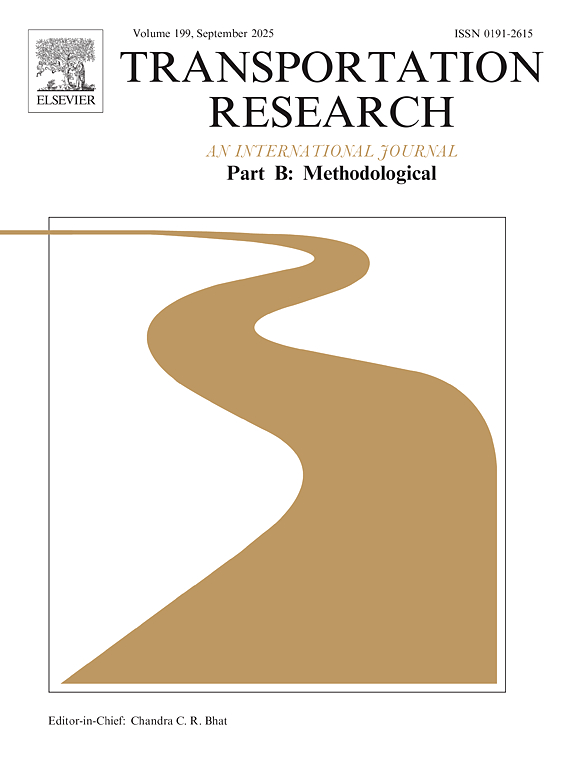 Volume 199, September 2025
ISSN 0191-2615
ELSEVIER
TRANSPORTATION
RESEARCH
AN INTERNATIONAL JOURNAL
Part B: Methodological
Editor-in-Chief: Chandra C. R. Bhat